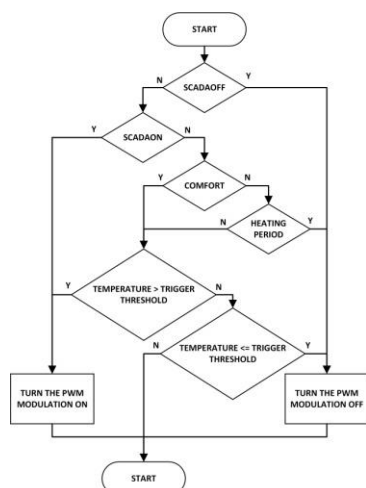 START
SCADAOFF
N
Y
SCADAON
Y
N
COMFORT
Y
N
HEATING
PERIOD
N
Y
TEMPERATURE > TRIGGER
THRESHOLD
Y
N
TEMPERATURE <= TRIGGER
THRESHOLD
N
Y
TURN THE PWM
MODULATION ON
TURN THE PWM
MODULATION OFF
START